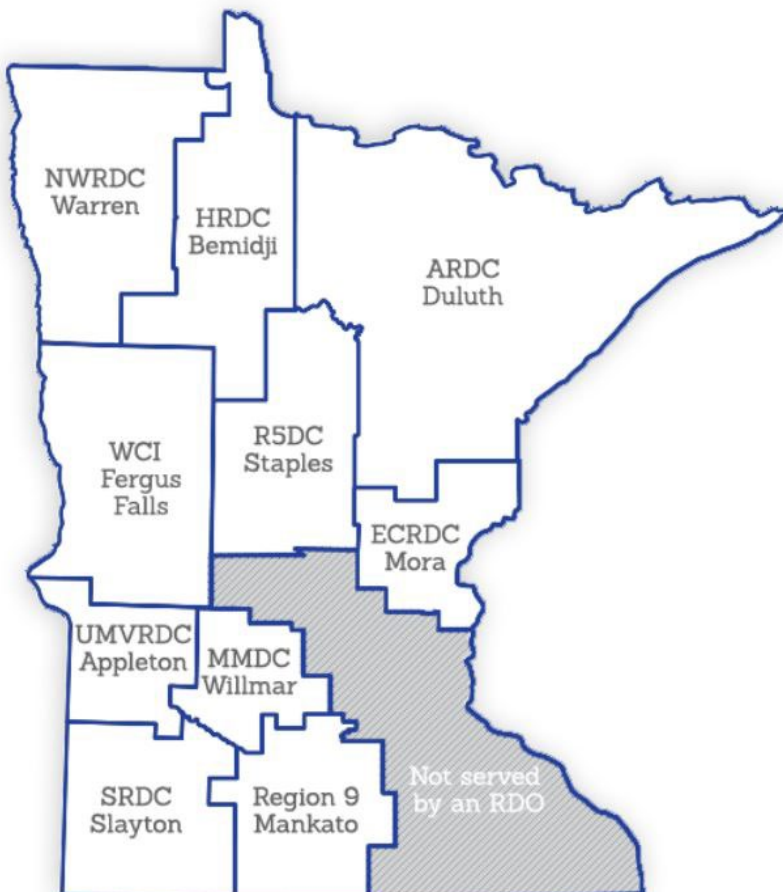 NWRDC
Warren
HRDC
Bemidji
ARDC
Duluth
WCI
Fergus
Falls
R5DC
Staples
ECRDC
Mora
UMVRDC
Appleton
MMDC
Willmar
SRDC
Slayton
Region 9
Mankato
Not served
by an RDO